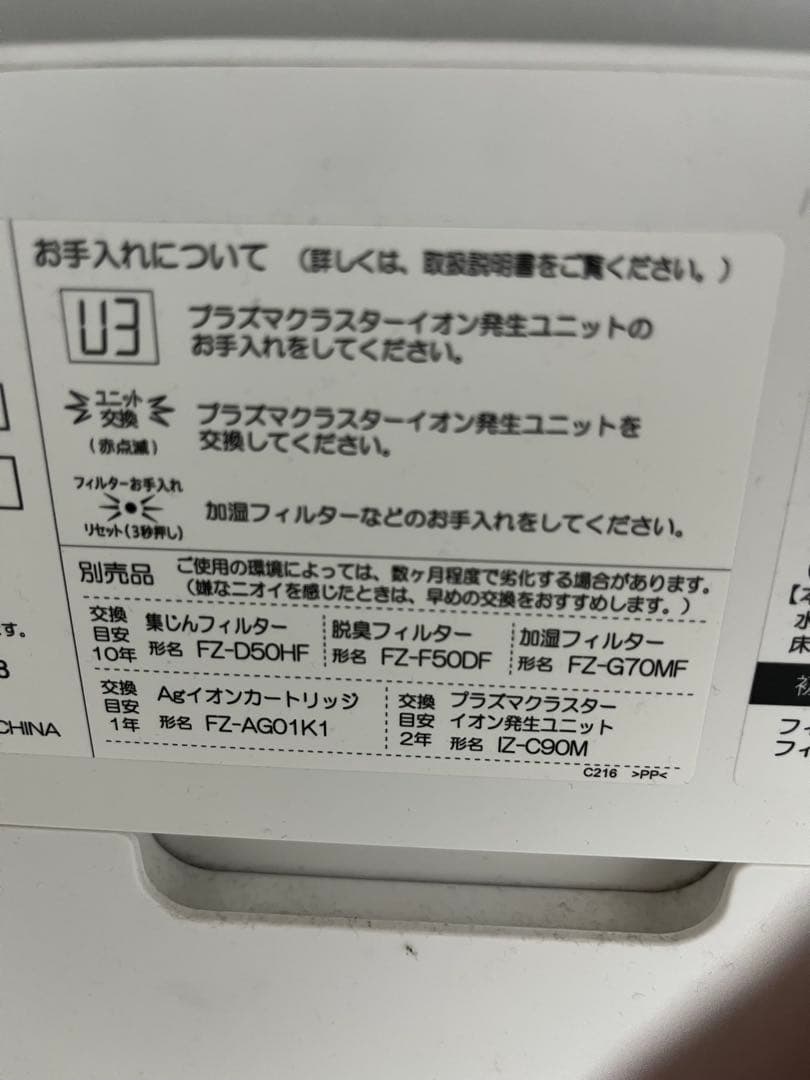 お手入れについて （詳しくは、取扱説明書をご覧ください。）
U3 プラズマクラスターイオン発生ユニットの
お手入れをしてください。
ユニット
交換
（赤点滅）
プラズマクラスターイオン発生ユニットを
交換してください。
フィルターお手入れ
リセット(3秒押し)
加湿フィルターなどのお手入れをしてください。
別売品
ご使用の環境によっては、数ヶ月程度で劣化する場合があります。
（嫌なニオイを感じたときは、早めの交換をおすすめします。）
交換
目安
10年
集じんフィルター
形名 FZ-D50HF
脱臭フィルター
形名 FZ-F50DF
加湿フィルター
形名 FZ-G70MF
交換
目安
1年
Agイオンカートリッジ
形名 FZ-AG01K1
交換
目安
2年
プラズマクラスター
イオン発生ユニット
形名 IZ-C90M
C216 >PP<
す。
CHINA
水
床
フィ
フィ